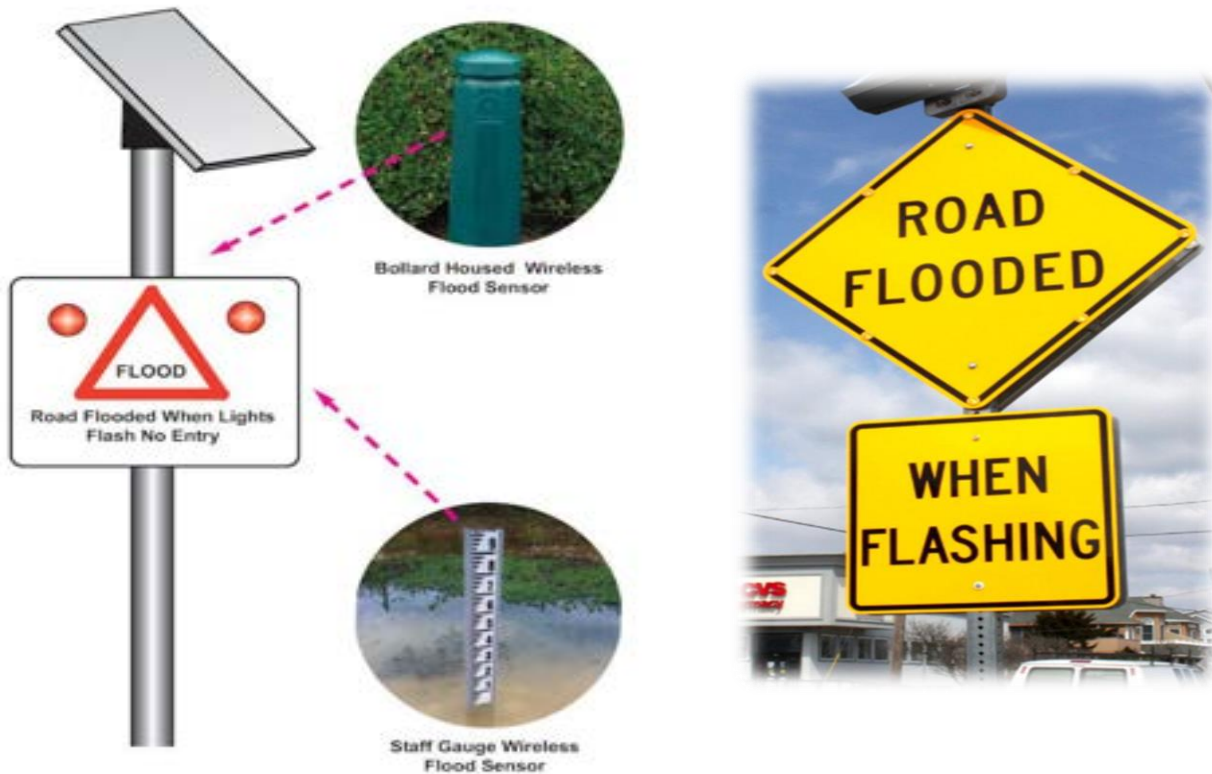 Bollard Housed Wireless
Flood Sensor
FLOOD
Road Flooded When Lights
Flash No Entry
Staff Gauge Wireless
Flood Sensor
ROAD
FLOODED
WHEN
FLASHING
CVS